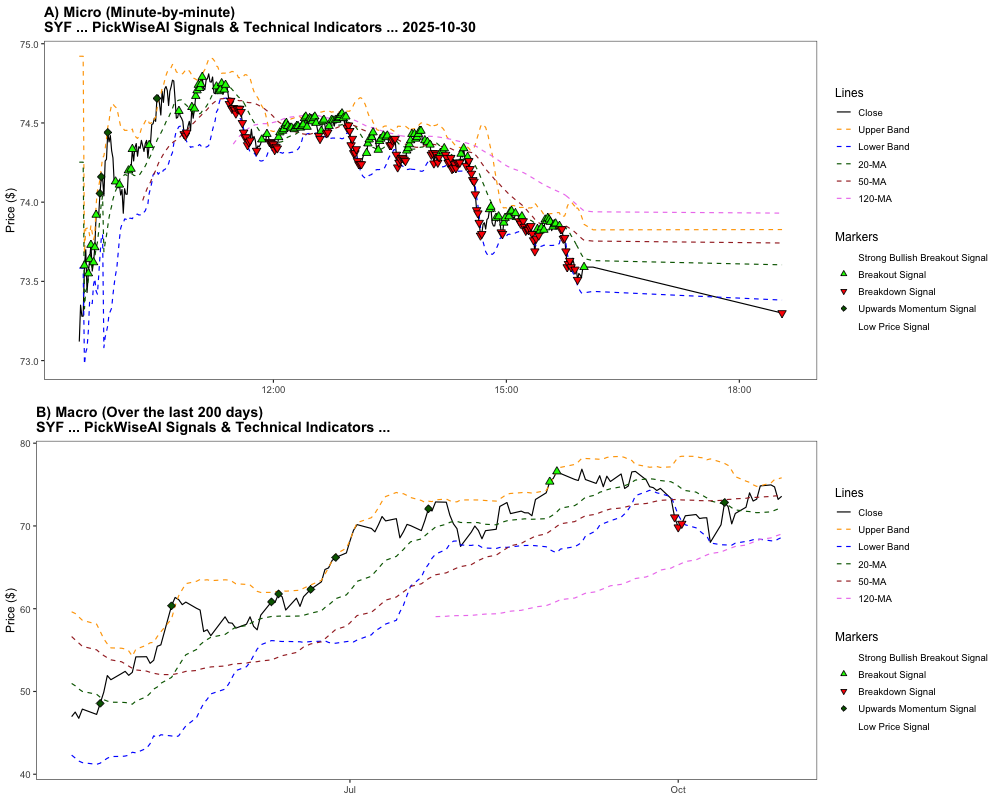 A) Micro (Minute-by-minute)
SYF ... PickWiseAI Signals & Technical Indicators ... 2025-10-30
75.0
74.5
74.0
73.5
73.0
Price ($)
12:00
15:00
18:00
Lines
Close
Upper Band
Lower Band
20-MA
50-MA
120-MA
Markers
Strong Bullish Breakout Signal
Breakout Signal
Breakdown Signal
Upwards Momentum Signal
Low Price Signal
B) Macro (Over the last 200 days)
SYF ... PickWiseAI Signals & Technical Indicators ...
80
70
60
50
40
Price ($)
Jul
Oct
Lines
Close
Upper Band
Lower Band
20-MA
50-MA
120-MA
Markers
Strong Bullish Breakout Signal
Breakout Signal
Breakdown Signal
Upwards Momentum Signal
Low Price Signal